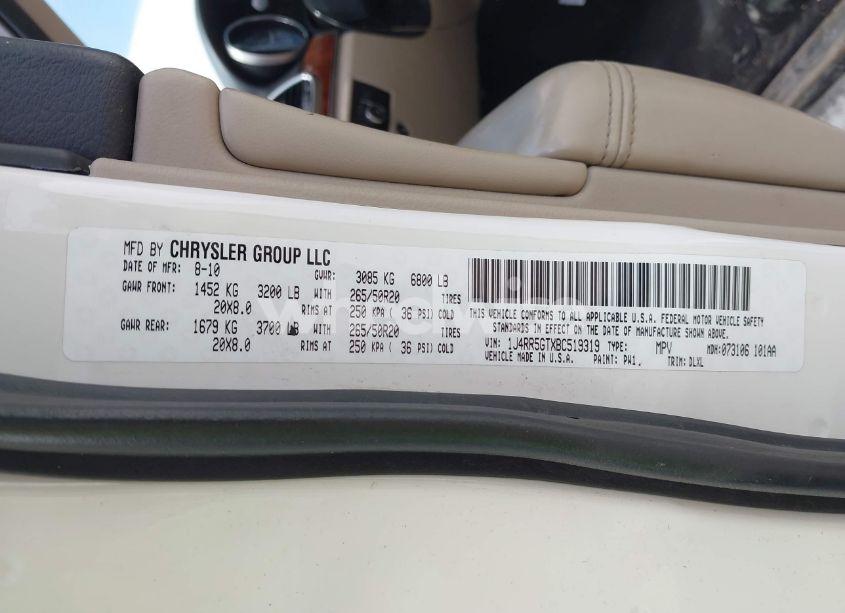 MFD BY CHRYSLER GROUP LLC
DATE OF MFR: 8-10 GVWR: 3085 KG 6800 LB
GAWR FRONT: 1452 KG 3200 LB WITH 265/50R20 TIRES
20X8.0 RIMS AT 250 KPA ( 36 PSI) COLD
GAWR REAR: 1679 KG 3700 LB WITH 265/50R20 TIRES
20X8.0 RIMS AT 250 KPA ( 36 PSI) COLD
THIS VEHICLE CONFORMS TO ALL APPLICABLE U.S.A. FEDERAL MOTOR VEHICLE SAFETY
STANDARDS IN EFFECT ON THE DATE OF MANUFACTURE SHOWN ABOVE.
VIN: 1J4RR5GTXBC519319 TYPE: MPV MDH:073106 101AA
VEHICLE MADE IN U.S.A. PAINT: PW1, TRIM: DLXL